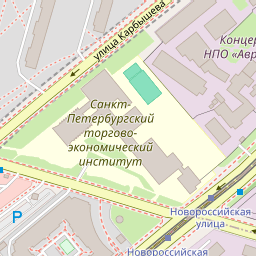 улица Карбышева
Концер
НПО «Авр
Санкт-
Петербургский
торгово-
экономический
институт
Новороссийская
улица
P
Новороссийская